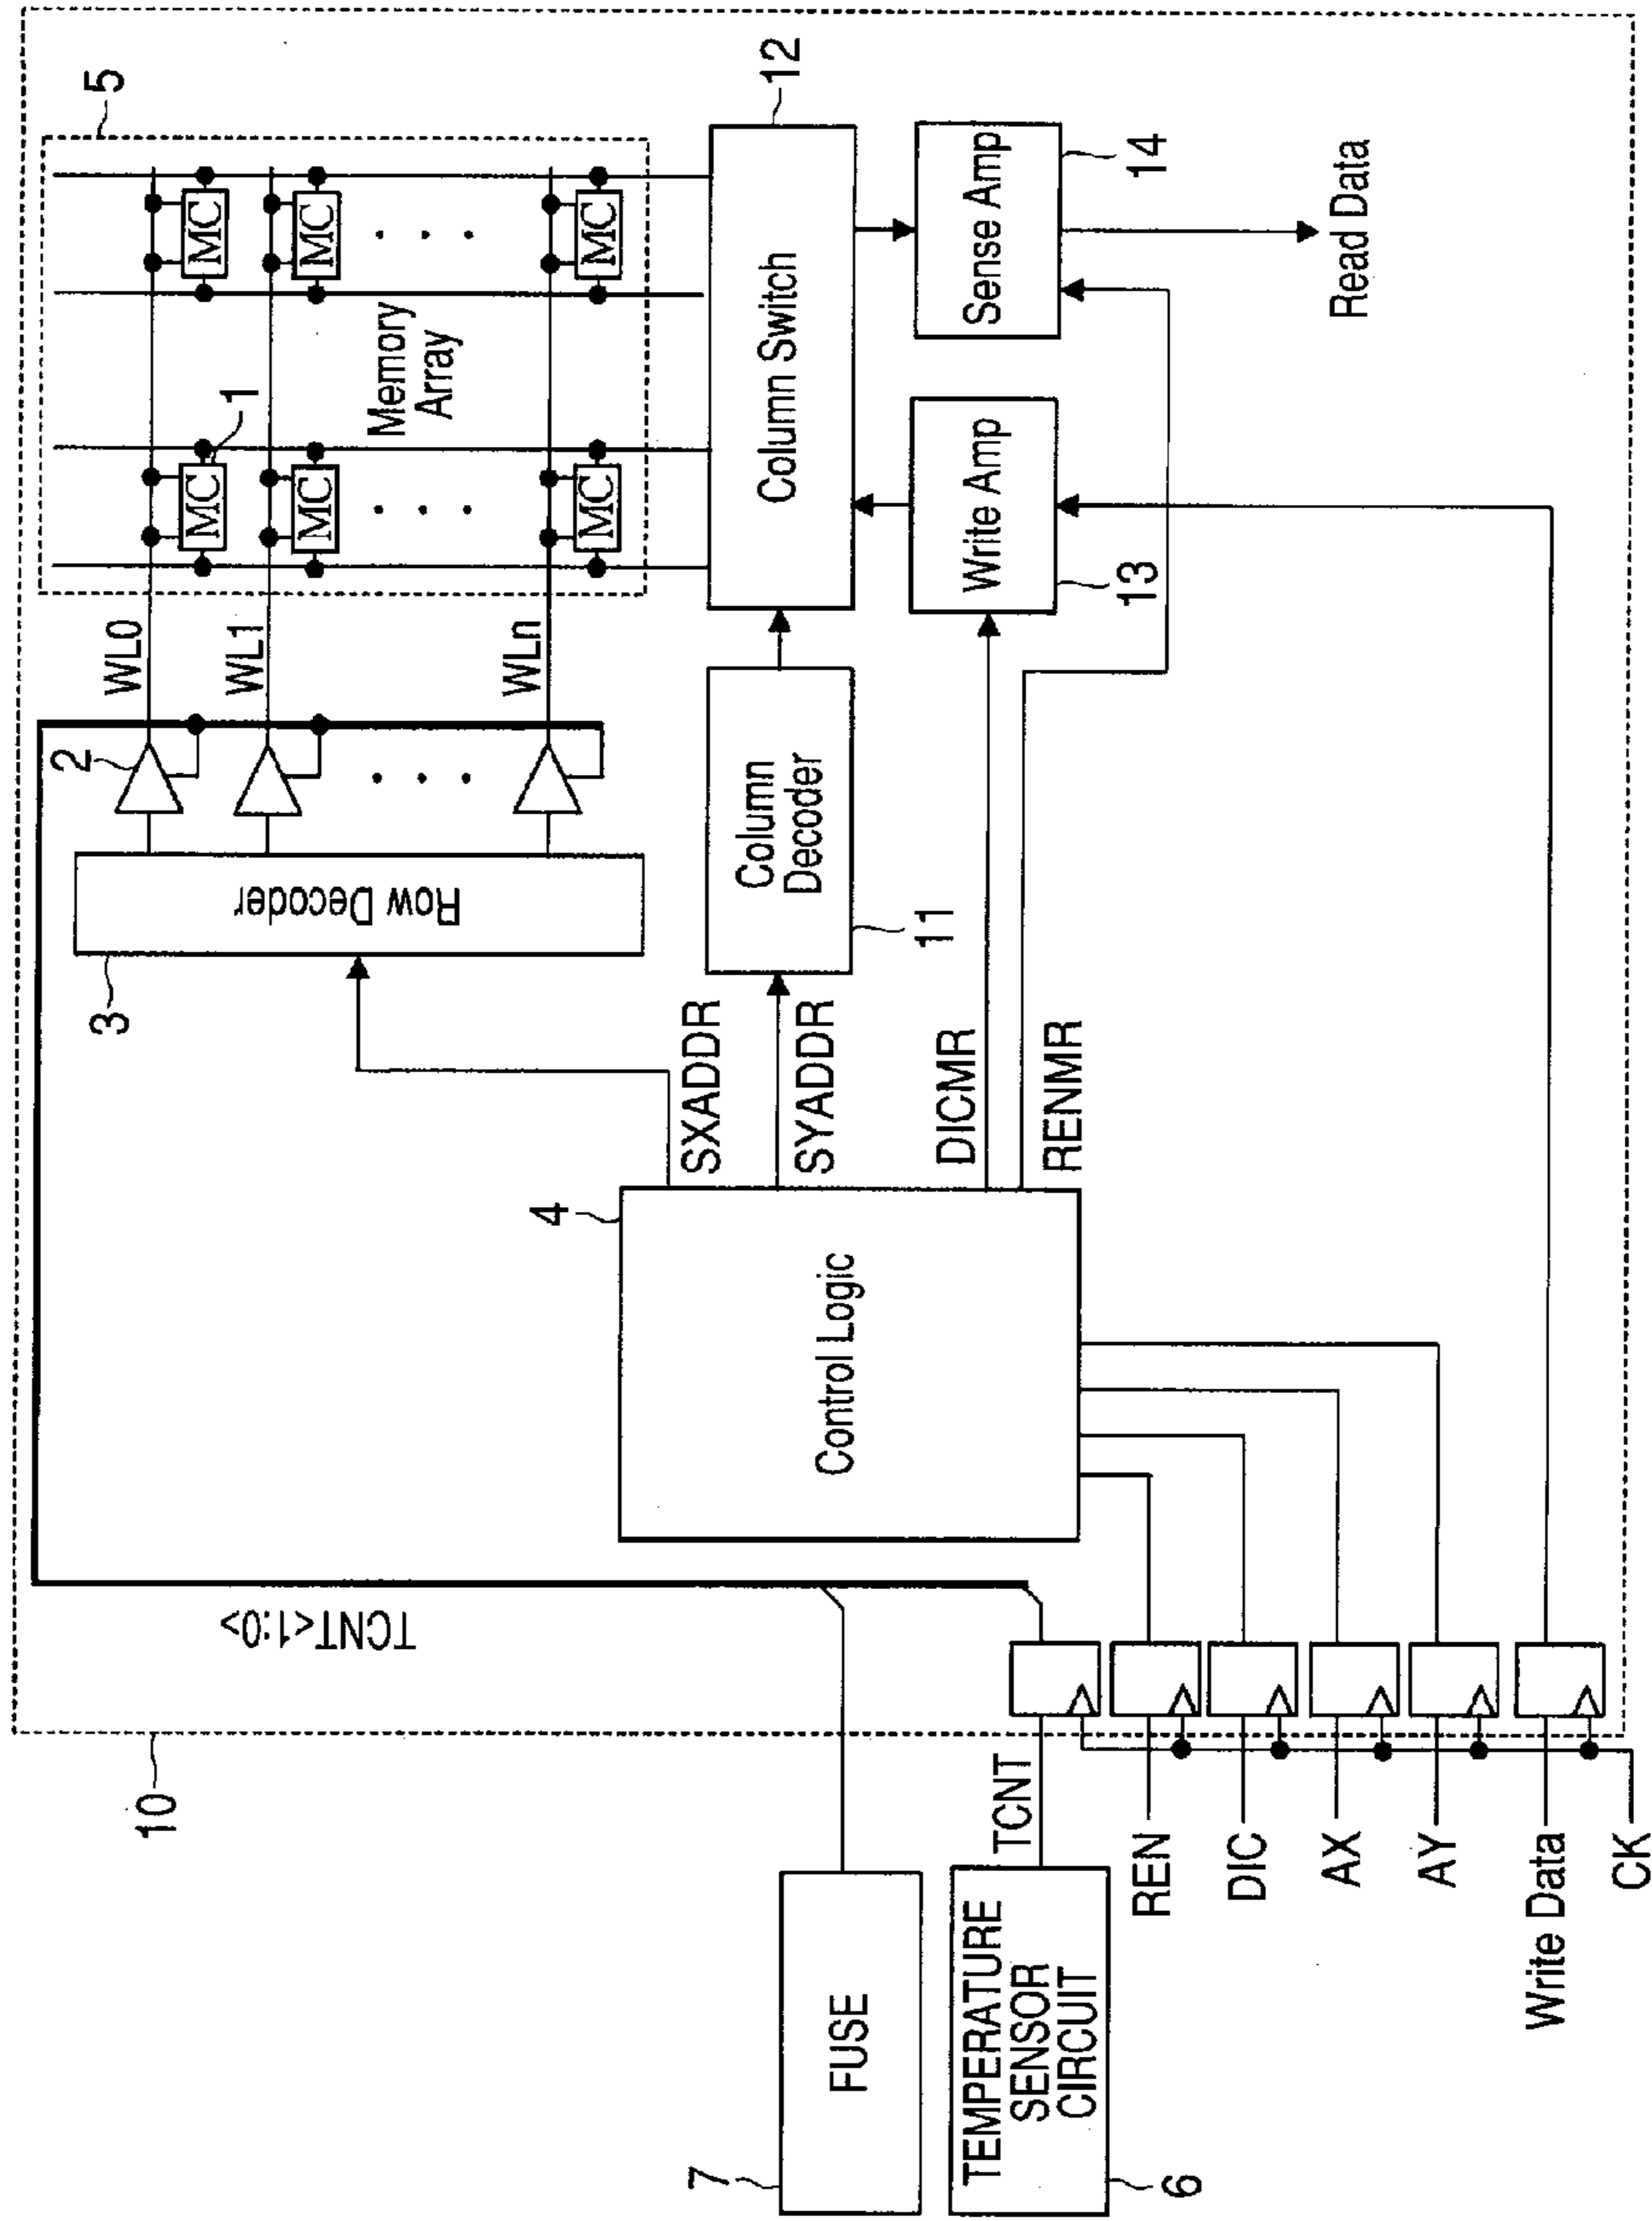 10
TCNT<1:0>
2
WL0
WL1
WLn
5
MC
MC
1
MC
MC
MC
MC
Memory
Array
3
Row Decoder
4
Control Logic
SXADDR
SYADDR
DICMR
RENMR
Column
Decoder
11
Column Switch
12
Write Amp
13
Sense Amp
14
Read Data
7
FUSE
TEMPERATURE
SENSOR
CIRCUIT
6
TCNT
REN
DIC
AX
AY
Write Data
CK